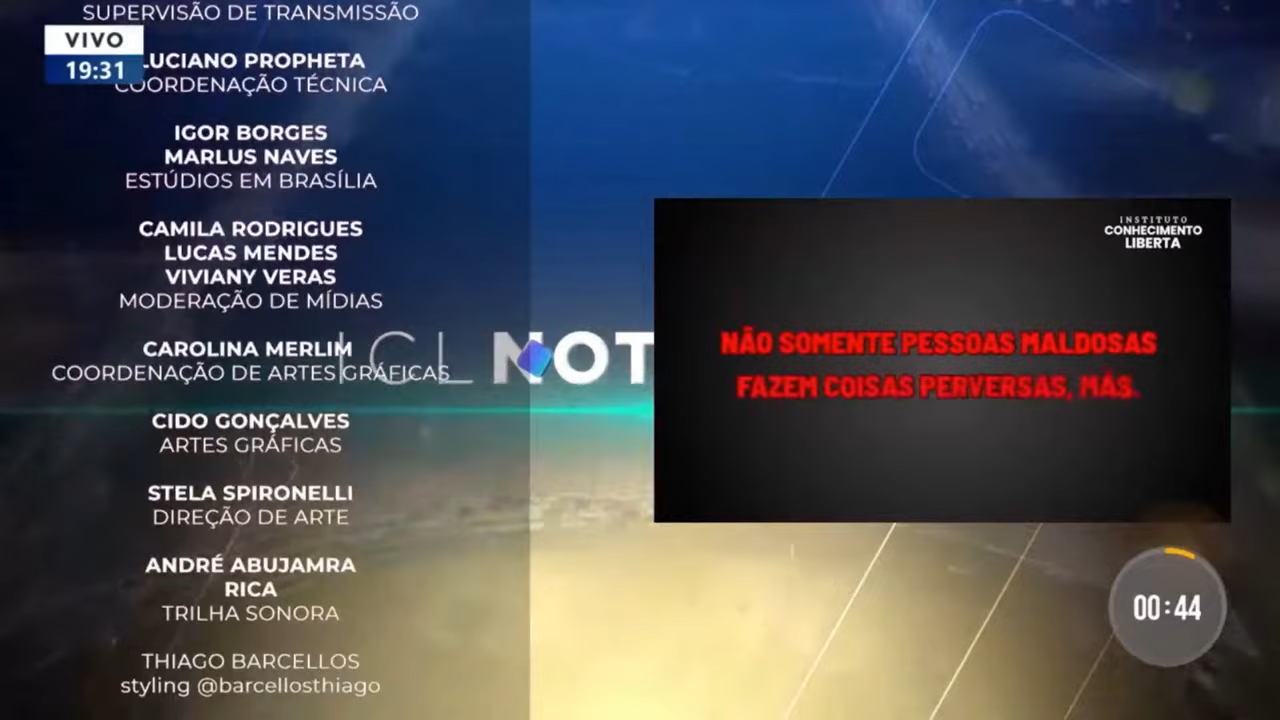 SUPERVISÃO DE TRANSMISSÃO
VIVO
19:31
LUCIANO PROPHETA
COORDENAÇÃO TÉCNICA
IGOR BORGES
MARLUS NAVES
ESTÚDIOS EM BRASÍLIA
CAMILA RODRIGUES
LUCAS MENDES
VIVIANY VERAS
MODERAÇÃO DE MÍDIAS
CAROLINA MERLIM
COORDENAÇÃO DE ARTES GRÁFICAS
CIDO GONÇALVES
ARTES GRÁFICAS
STELA SPIRONELLI
DIREÇÃO DE ARTE
ANDRÉ ABUJAMRA
RICA
TRILHA SONORA
THIAGO BARCELLOS
styling @barcellosthiago
ICL NOT
INSTITUTO
CONHECIMENTO
LIBERTA
NÃO SOMENTE PESSOAS MALDOSAS
FAZEM COISAS PERVERSAS, MÁS.
00:44